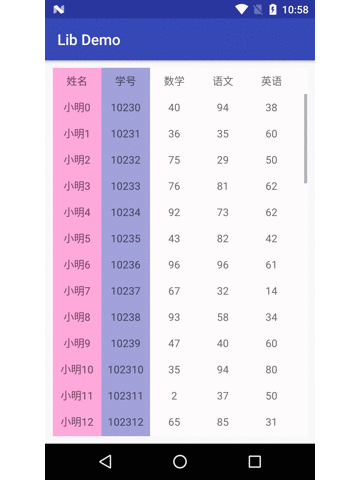 10:58
Lib Demo
姓名 学号 数学 语文 英语
小明0 10230 40 94 38
小明1 10231 36 35 60
小明2 10232 75 29 50
小明3 10233 76 81 62
小明4 10234 92 73 62
小明5 10235 43 82 42
小明6 10236 96 96 61
小明7 10237 67 32 14
小明8 10238 93 58 34
小明9 10239 47 40 60
小明10 102310 35 94 80
小明11 102311 2 37 50
小明12 102312 65 85 31